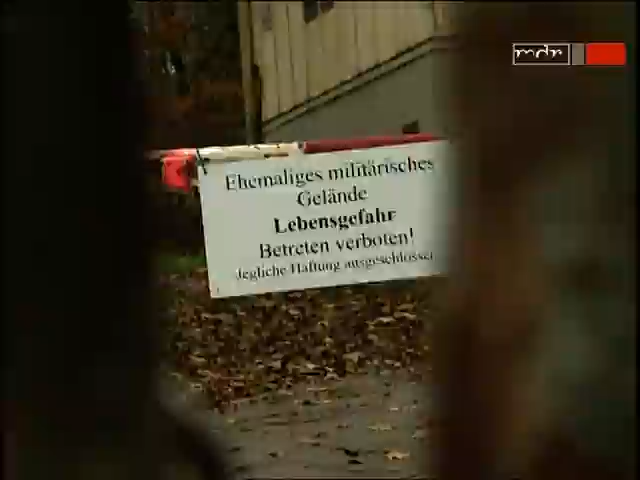 mdr
Ehemaliges militärisches
Gelände
Lebensgefahr
Betreten verboten!
Jegliche Haftung ausgeschlossen